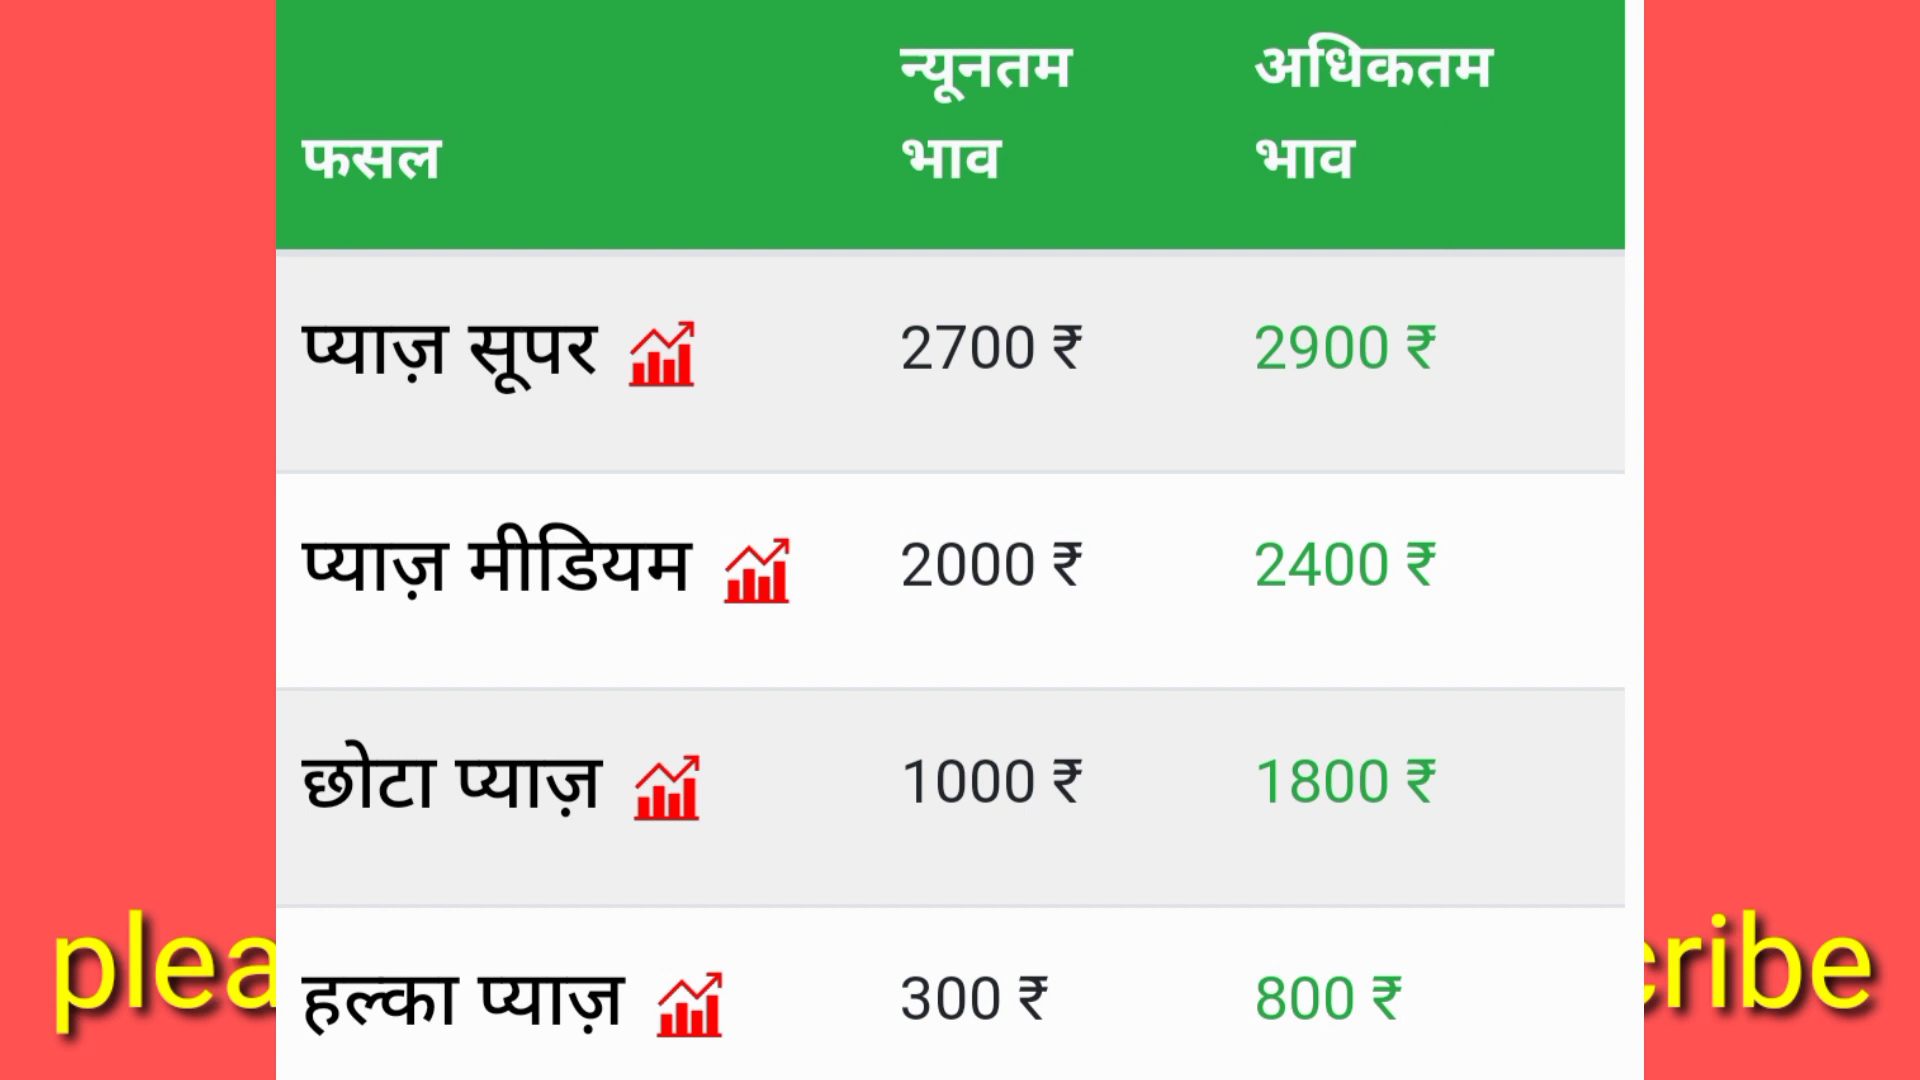 फसल न्यूनतम भाव अधिकतम भाव
प्याज़ सूपर 2700 ₹ 2900 ₹
प्याज़ मीडियम 2000 ₹ 2400 ₹
छोटा प्याज़ 1000 ₹ 1800 ₹
हल्का प्याज़ 300 ₹ 800 ₹
plea cribe